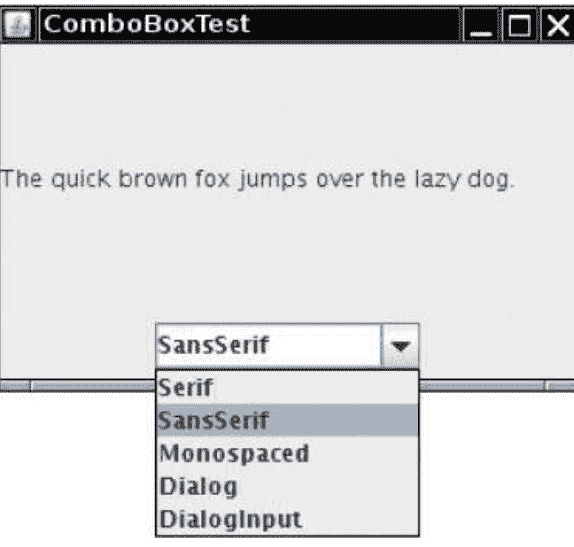 ComboBoxTest
The quick brown fox jumps over the lazy dog.
SansSerif
Serif
SansSerif
Monospaced
Dialog
DialogInput